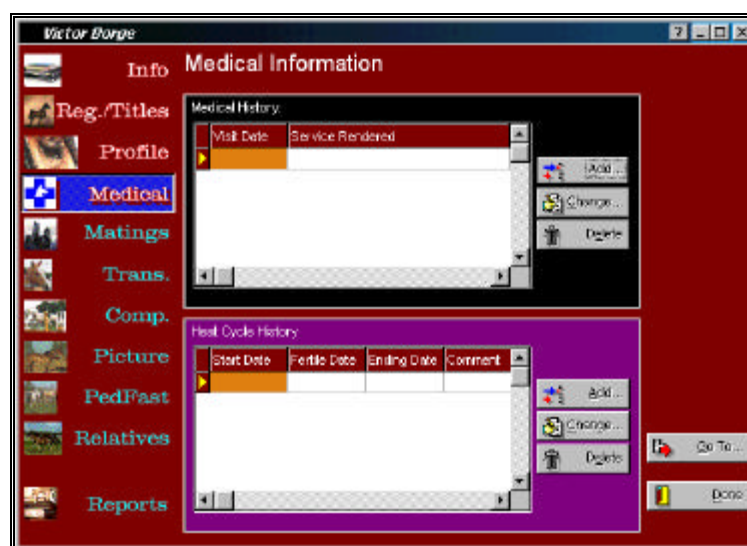 Victor Borge
Info
Reg./Titles
Profile
Medical
Matings
Trans.
Comp.
Picture
PedFast
Relatives
Reports
Medical Information
Medical History:
Visit Date Service Rendered
Add...
Change...
Delete
Heat Cycle History
Start Date Fertile Date Ending Date Comment
Add...
Change...
Delete
Go To...
Done